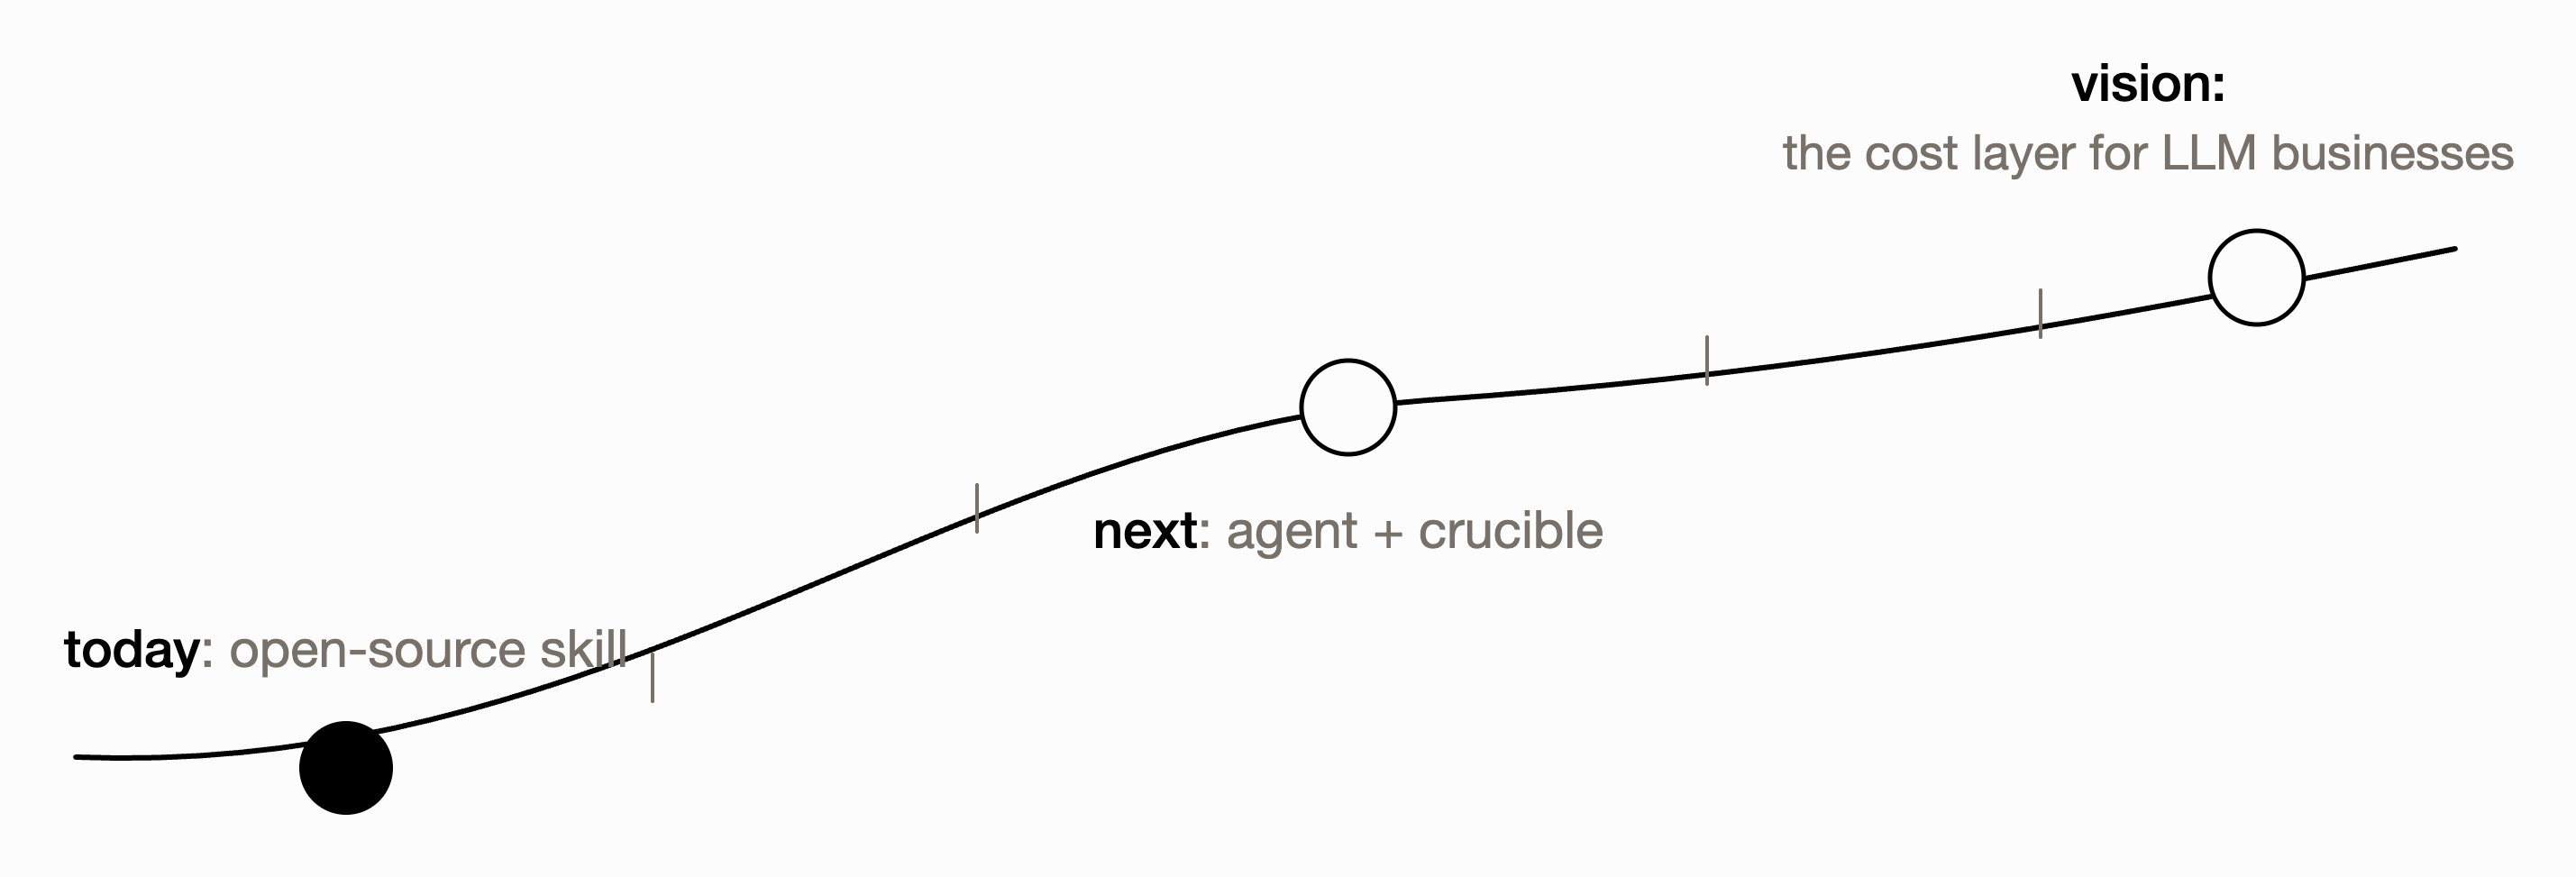 vision:
the cost layer for LLM businesses
next: agent + crucible
today: open-source skill